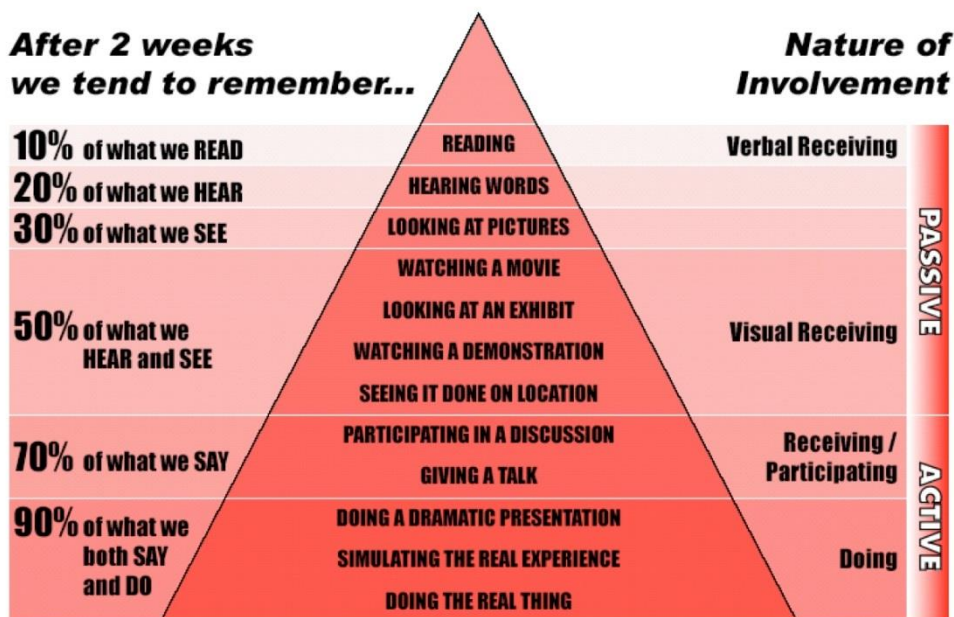 After 2 weeks
we tend to remember...
Nature of
Involvement
10% of what we READ
READING
Verbal Receiving
20% of what we HEAR
HEARING WORDS
30% of what we SEE
LOOKING AT PICTURES
50% of what we
HEAR and SEE
WATCHING A MOVIE
LOOKING AT AN EXHIBIT
WATCHING A DEMONSTRATION
SEEING IT DONE ON LOCATION
Visual Receiving
PASSIVE
70% of what we SAY
PARTICIPATING IN A DISCUSSION
GIVING A TALK
Receiving /
Participating
90% of what we
both SAY
and DO
DOING A DRAMATIC PRESENTATION
SIMULATING THE REAL EXPERIENCE
DOING THE REAL THING
Doing
ACTIVE